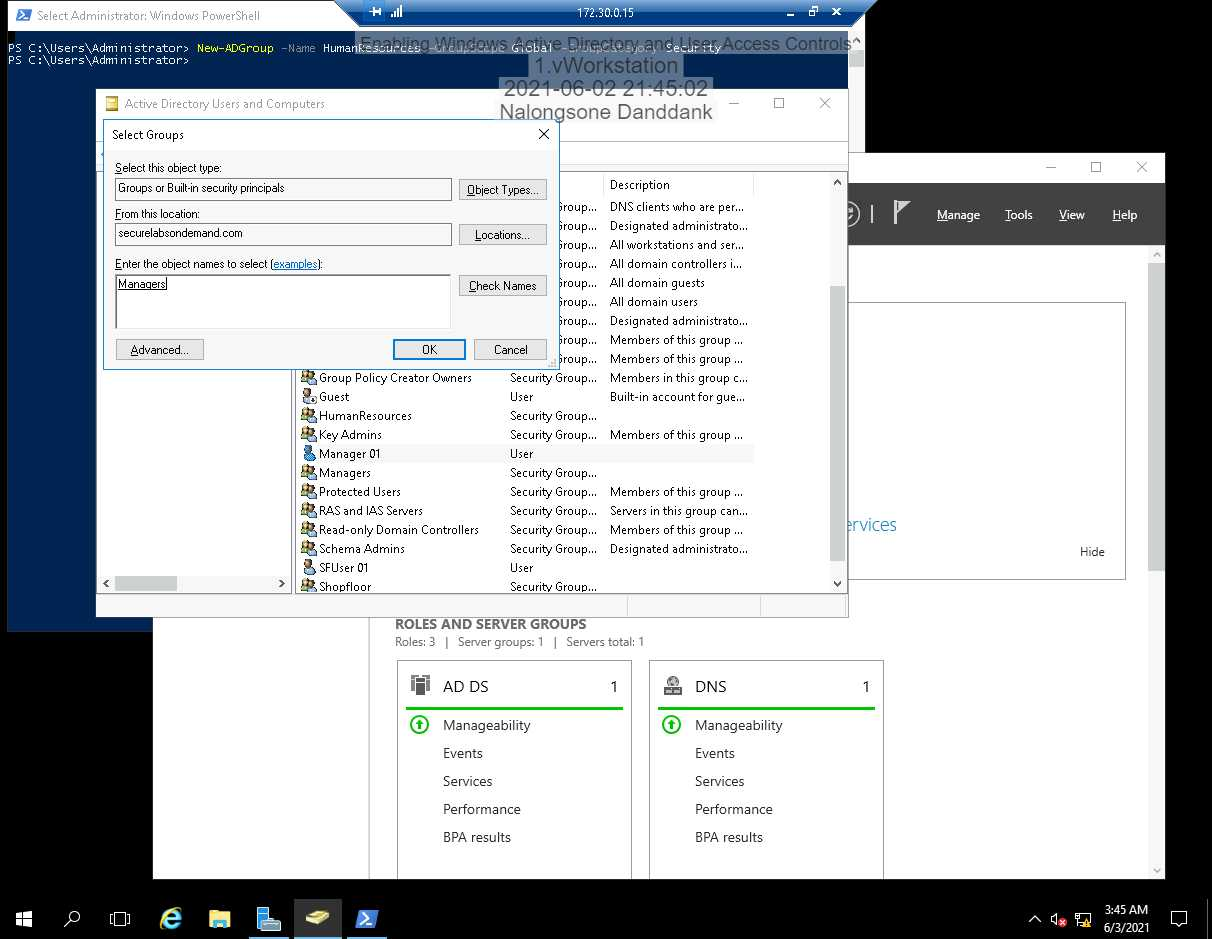 Select Administrator: Windows PowerShell
172.30.0.15
PS C:\Users\Administrator> New-ADGroup -Name HumanResources -GroupScope Global -GroupCategory Security
PS C:\Users\Administrator>
Enabling Windows Active Directory and User Access Controls
1.vWorkstation
2021-06-02 21:45:02
Nalongsone Danddank
Active Directory Users and Computers
Select Groups
Select this object type:
Groups or Built-in security principals
Object Types...
From this location:
securelabsondemand.com
Locations...
Enter the object names to select (examples):
Managers
Check Names
Advanced...
OK
Cancel
Description
DNS clients who are per...
Designated administrato...
All workstations and ser...
All domain controllers i...
All domain guests
All domain users
Designated administrato...
Members of this group ...
Members of this group ...
Group Policy Creator Owners Security Group... Members in this group c...
Guest User Built-in account for gue...
HumanResources Security Group...
Key Admins Security Group... Members of this group ...
Manager 01 User
Managers Security Group...
Protected Users Security Group... Members of this group ...
RAS and IAS Servers Security Group... Servers in this group can...
Read-only Domain Controllers Security Group... Members of this group ...
Schema Admins Security Group... Designated administrato...
SFUser 01 User
Shopfloor Security Group...
Manage Tools View Help
ervices
Hide
ROLES AND SERVER GROUPS
Roles: 3 | Server groups: 1 | Servers total: 1
AD DS 1
Manageability
Events
Services
Performance
BPA results
DNS 1
Manageability
Events
Services
Performance
BPA results
3:45 AM
6/3/2021